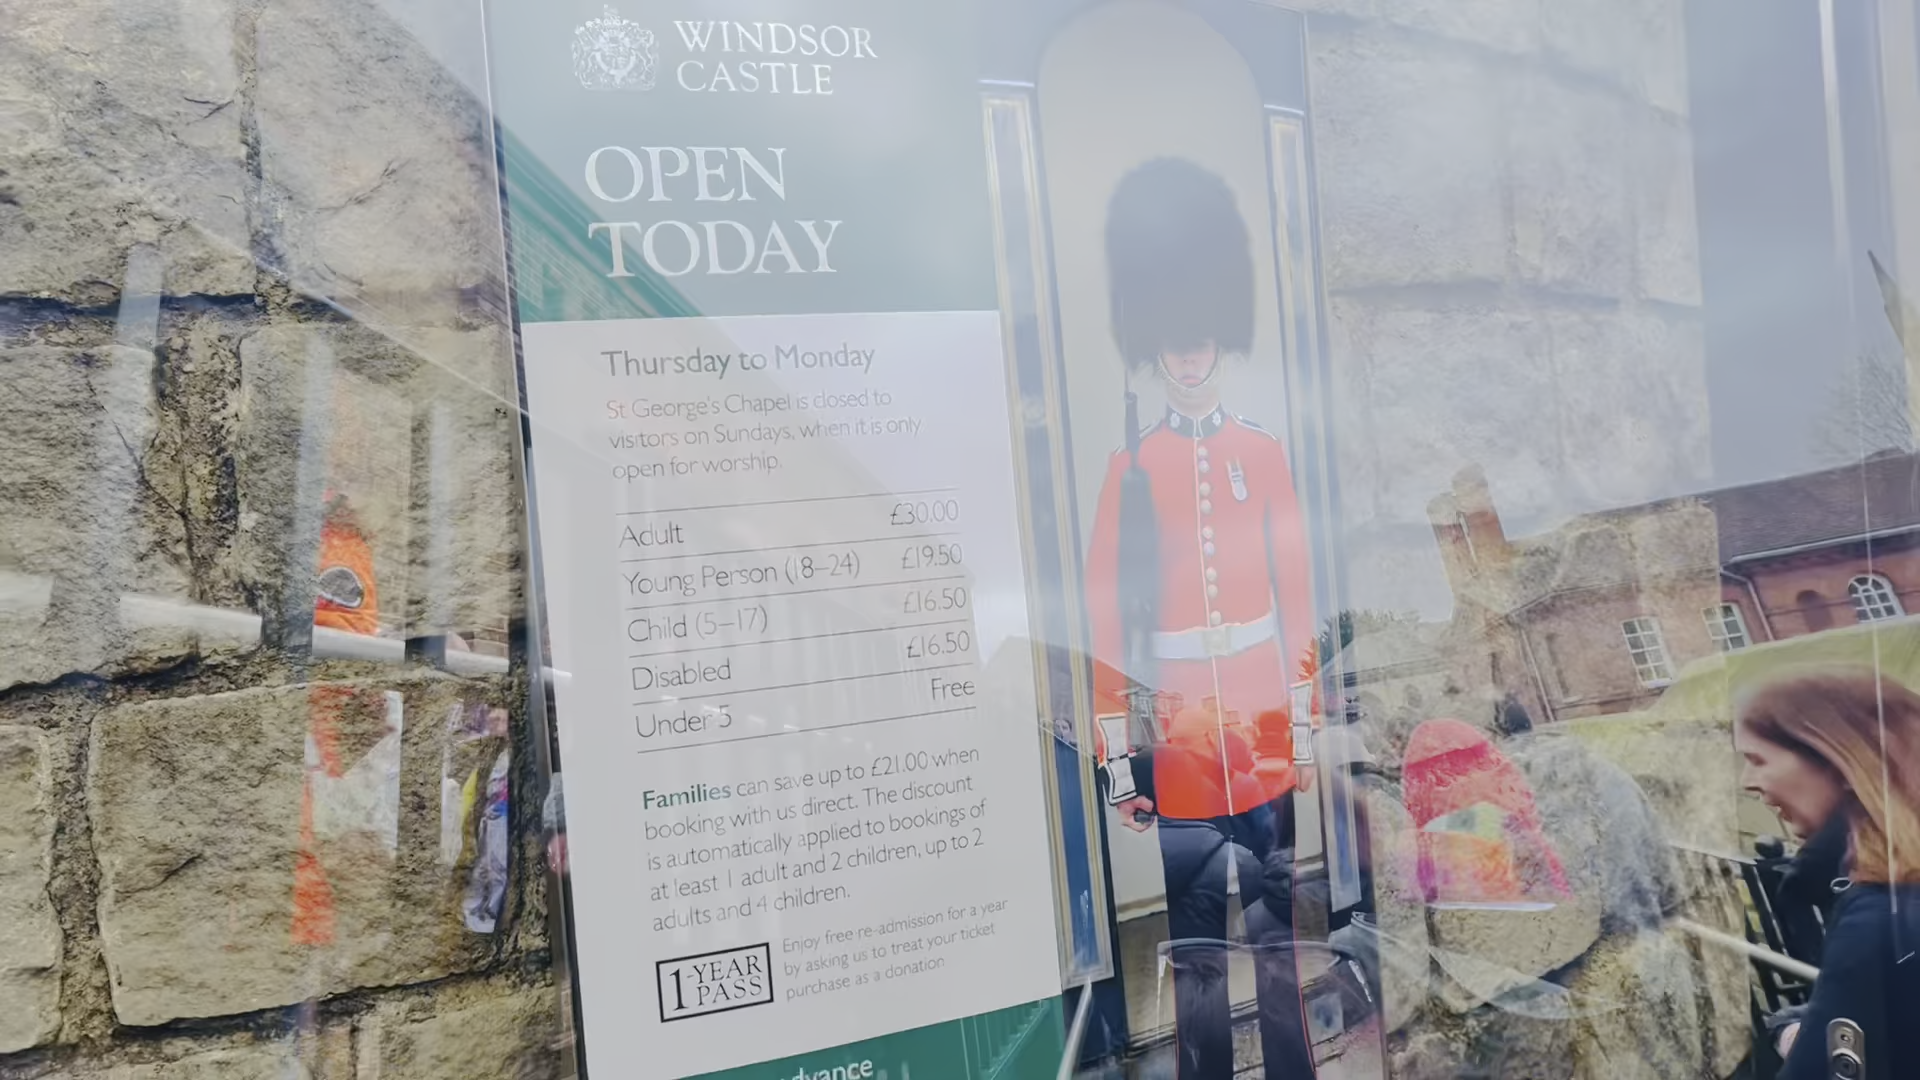 WINDSOR
CASTLE
OPEN
TODAY
Thursday to Monday
St George's Chapel is closed to
visitors on Sundays, when it is only
open for worship.
Adult £30.00
Young Person (18–24) £19.50
Child (5–17) £16.50
Disabled £16.50
Under 5 Free
Families can save up to £21.00 when
booking with us direct. The discount
is automatically applied to bookings of
at least 1 adult and 2 children, up to 2
adults and 4 children.
1-YEAR
PASS
Enjoy free re-admission for a year
by asking us to treat your ticket
purchase as a donation